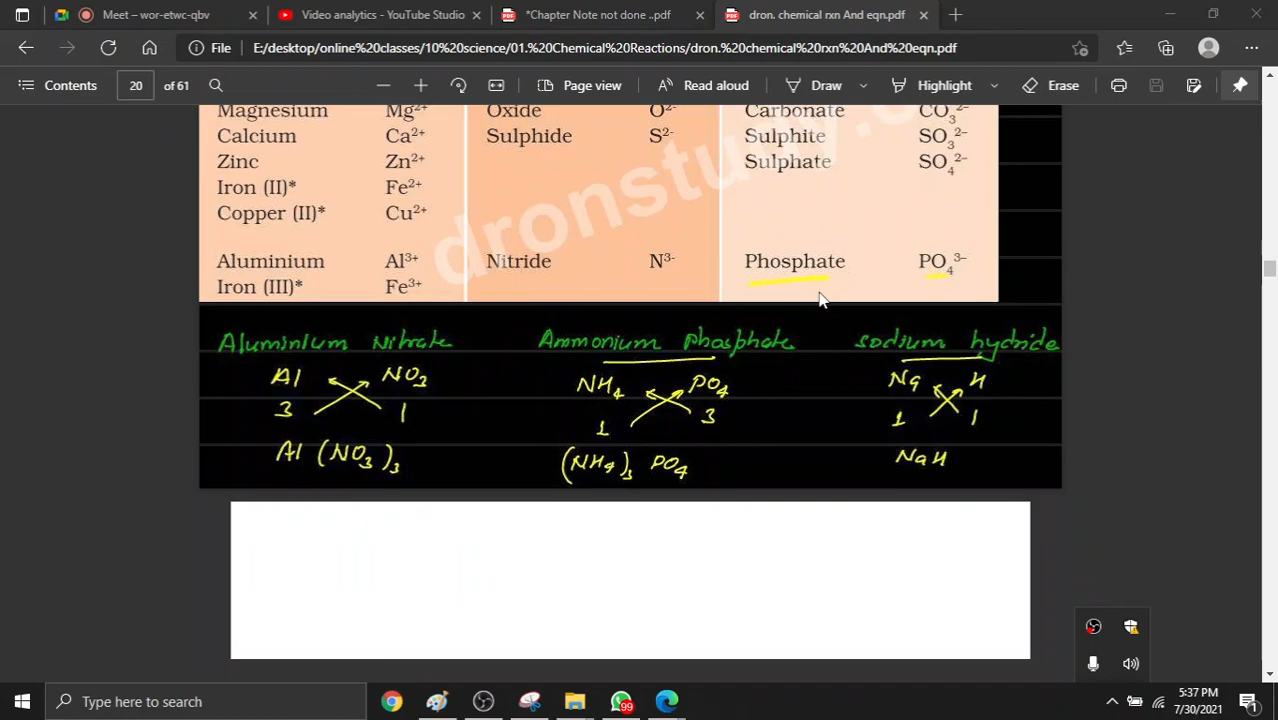 Meet – wor-etwc-qbv
Video analytics - YouTube Studio
*Chapter Note not done ..pdf
dron. chemical rxn And eqn.pdf
File
E:/desktop/online%20classes/10%20science/01.%20Chemical%20Reactions/dron.%20chemical%20rxn%20And%20eqn.pdf
Contents 20 of 61 Page view Read aloud Draw Highlight Erase
Magnesium Mg²⁺ Oxide O²⁻ Carbonate CO₃²⁻
Calcium Ca²⁺ Sulphide S²⁻ Sulphite SO₃²⁻
Zinc Zn²⁺ Sulphate SO₄²⁻
Iron (II)* Fe²⁺
Copper (II)* Cu²⁺
Aluminium Al³⁺ Nitride N³⁻ Phosphate PO₄³⁻
Iron (III)* Fe³⁺
dronstudy.c
Aluminium Nitrate Ammonium Phosphate sodium hydride
Al NO₃ NH₄ PO₄ Na H
3 1 1 3 1 1
Al (NO₃)₃ (NH₄)₃ PO₄ NaH
Type here to search
99
5:37 PM
7/30/2021
1